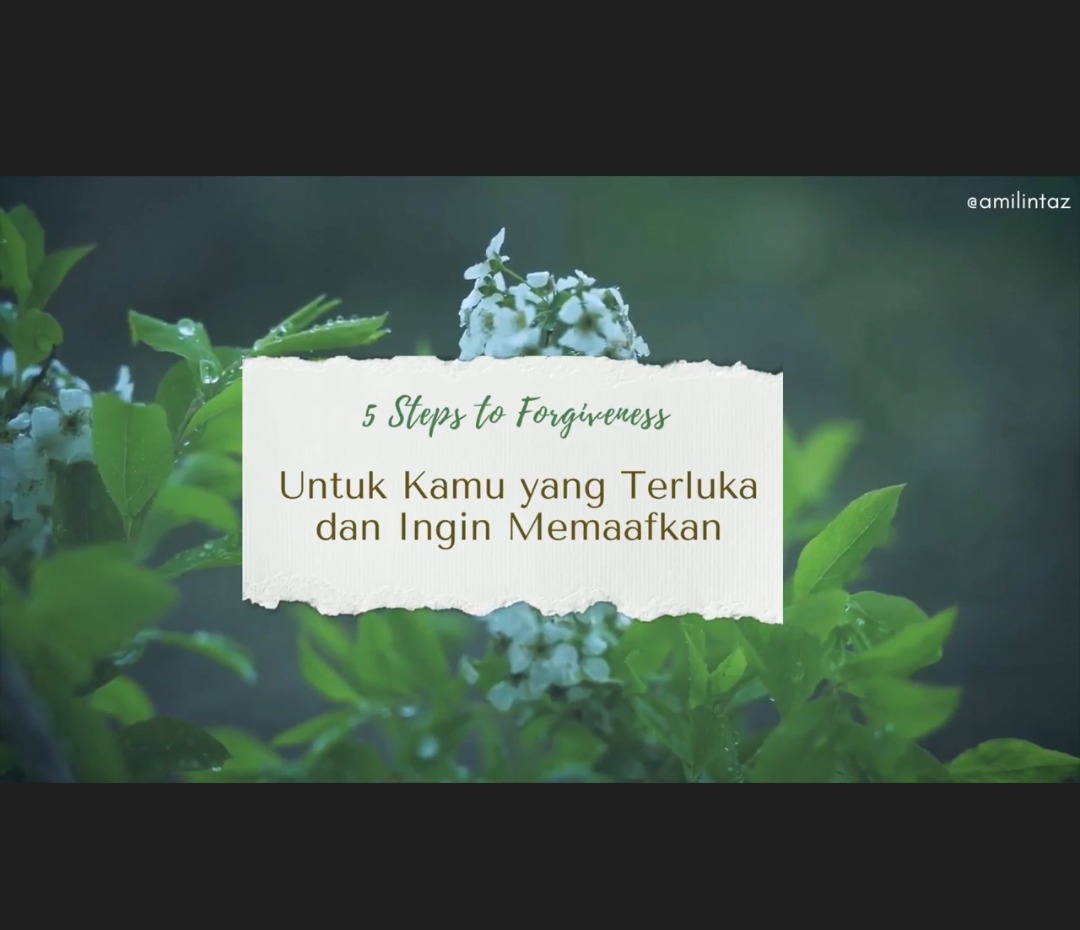 @amilintaz
5 Steps to Forgiveness
Untuk Kamu yang Terluka
dan Ingin Memaafkan